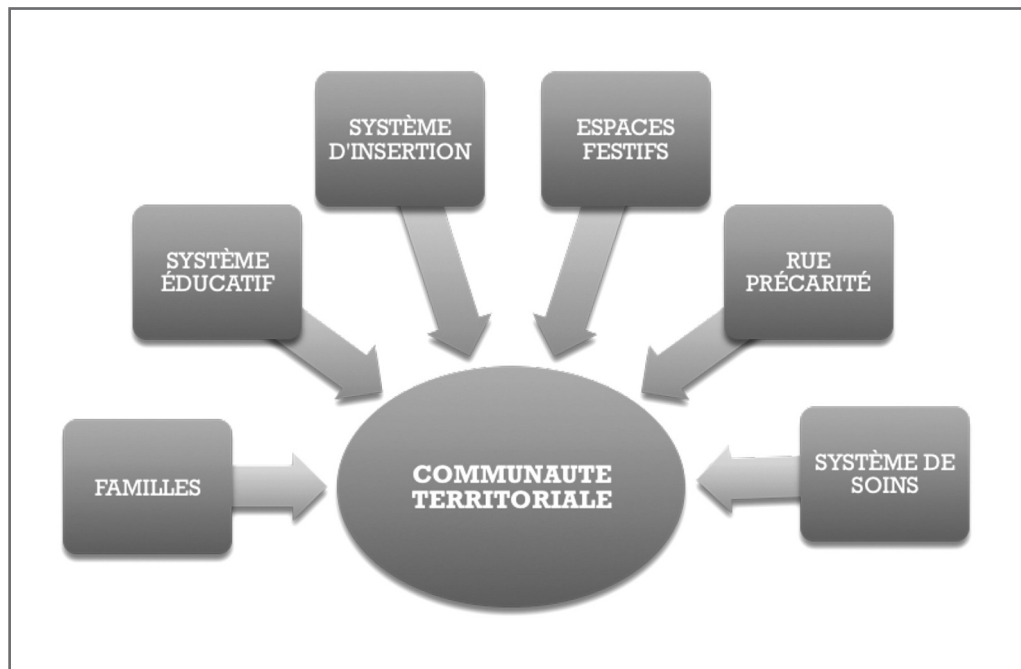 SYSTÈME
D'INSERTION
ESPACES
FESTIFS
SYSTÈME
ÉDUCATIF
RUE
PRÉCARITÉ
FAMILLES
COMMUNAUTE
TERRITORIALE
SYSTÈME DE
SOINS